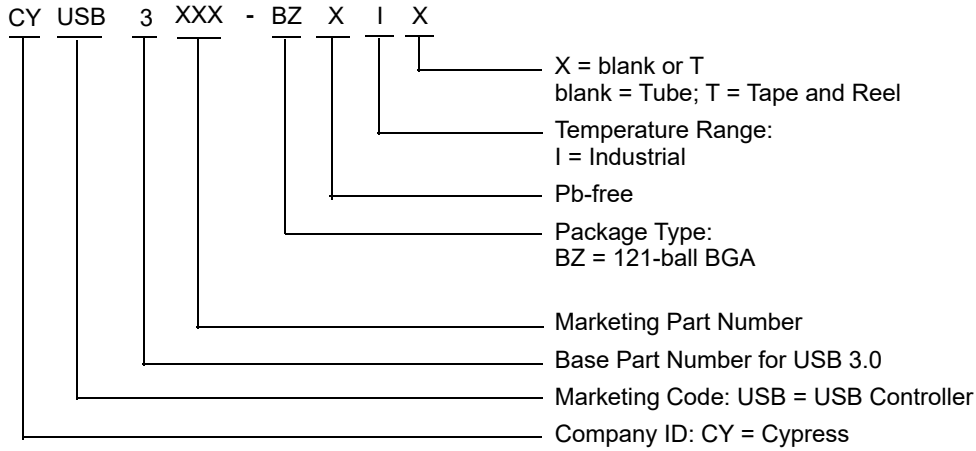 CY USB 3 XXX - BZ X I X
X = blank or T
blank = Tube; T = Tape and Reel
Temperature Range:
I = Industrial
Pb-free
Package Type:
BZ = 121-ball BGA
Marketing Part Number
Base Part Number for USB 3.0
Marketing Code: USB = USB Controller
Company ID: CY = Cypress